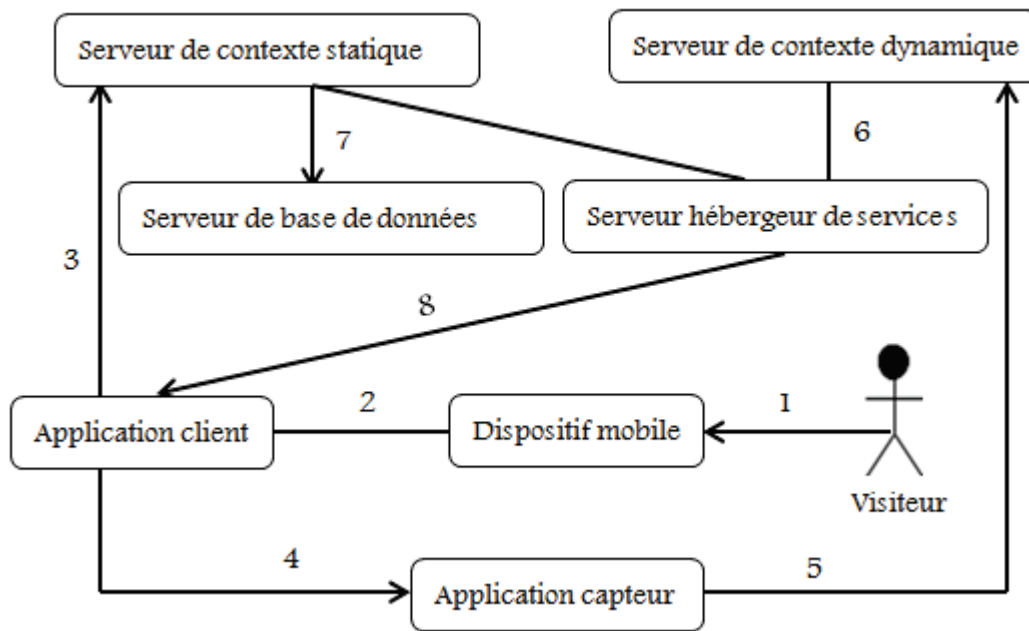 Serveur de contexte statique
Serveur de contexte dynamique
7
6
Serveur de base de données
Serveur hébergeur de services
3
8
2
1
Application client
Dispositif mobile
Visiteur
4
5
Application capteur